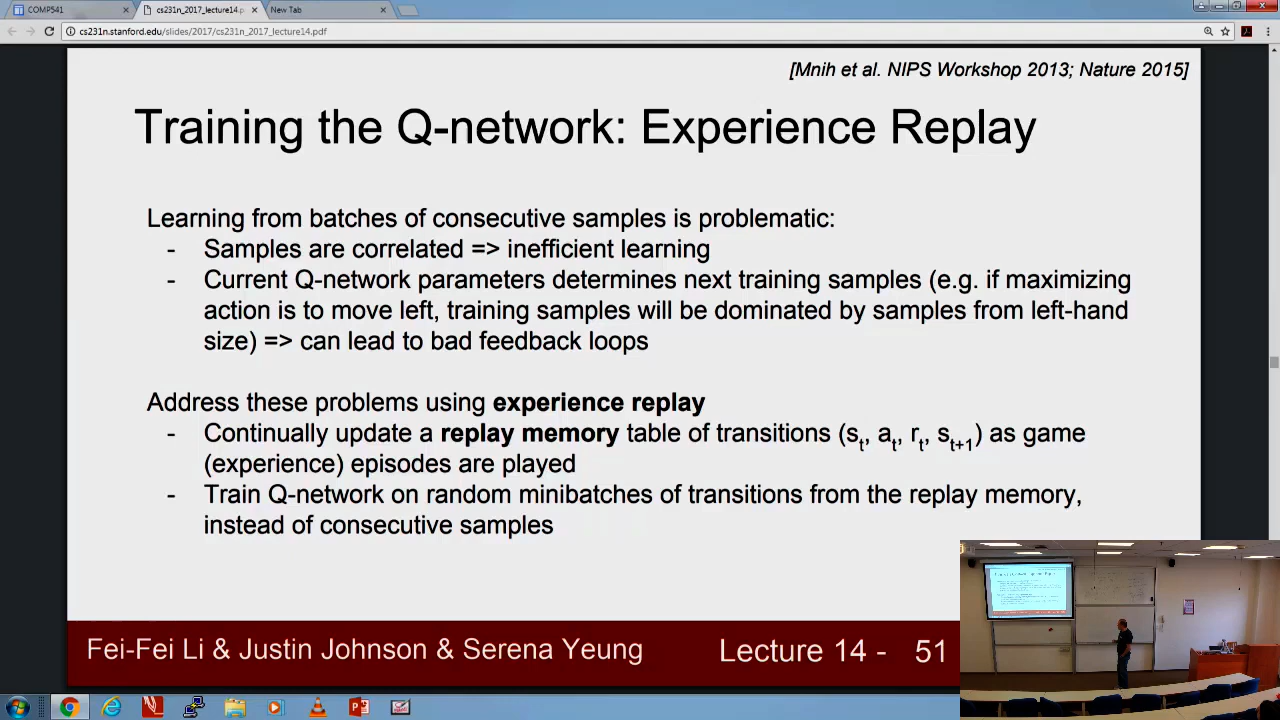 COMP541
cs231n_2017_lecture14.p
New Tab
cs231n.stanford.edu/slides/2017/cs231n_2017_lecture14.pdf
[Mnih et al. NIPS Workshop 2013; Nature 2015]
Training the Q-network: Experience Replay
Learning from batches of consecutive samples is problematic:
- Samples are correlated => inefficient learning
- Current Q-network parameters determines next training samples (e.g. if maximizing
action is to move left, training samples will be dominated by samples from left-hand
size) => can lead to bad feedback loops
Address these problems using experience replay
- Continually update a replay memory table of transitions (st, at, rt, st+1) as game
(experience) episodes are played
- Train Q-network on random minibatches of transitions from the replay memory,
instead of consecutive samples
Fei-Fei Li & Justin Johnson & Serena Yeung
Lecture 14 - 51